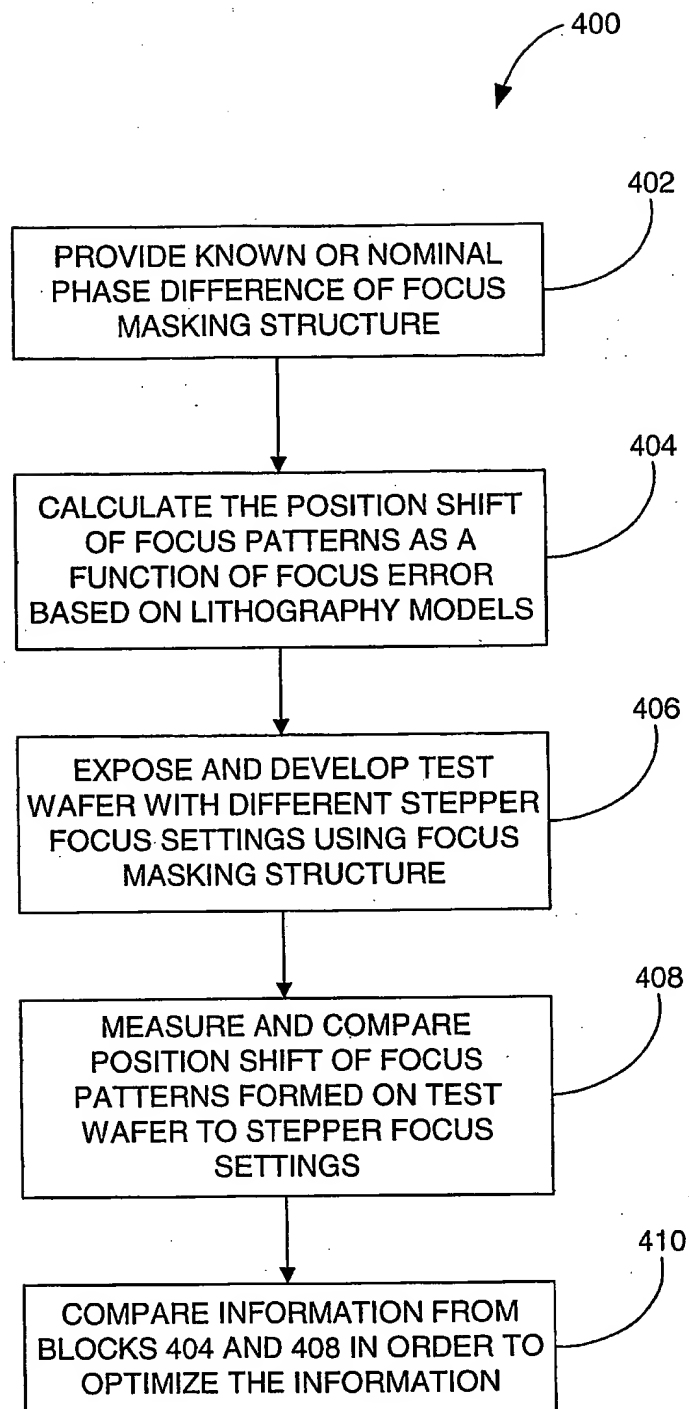 400
402
PROVIDE KNOWN OR NOMINAL
PHASE DIFFERENCE OF FOCUS
MASKING STRUCTURE
404
CALCULATE THE POSITION SHIFT
OF FOCUS PATTERNS AS A
FUNCTION OF FOCUS ERROR
BASED ON LITHOGRAPHY MODELS
406
EXPOSE AND DEVELOP TEST
WAFER WITH DIFFERENT STEPPER
FOCUS SETTINGS USING FOCUS
MASKING STRUCTURE
408
MEASURE AND COMPARE
POSITION SHIFT OF FOCUS
PATTERNS FORMED ON TEST
WAFER TO STEPPER FOCUS
SETTINGS
410
COMPARE INFORMATION FROM
BLOCKS 404 AND 408 IN ORDER TO
OPTIMIZE THE INFORMATION